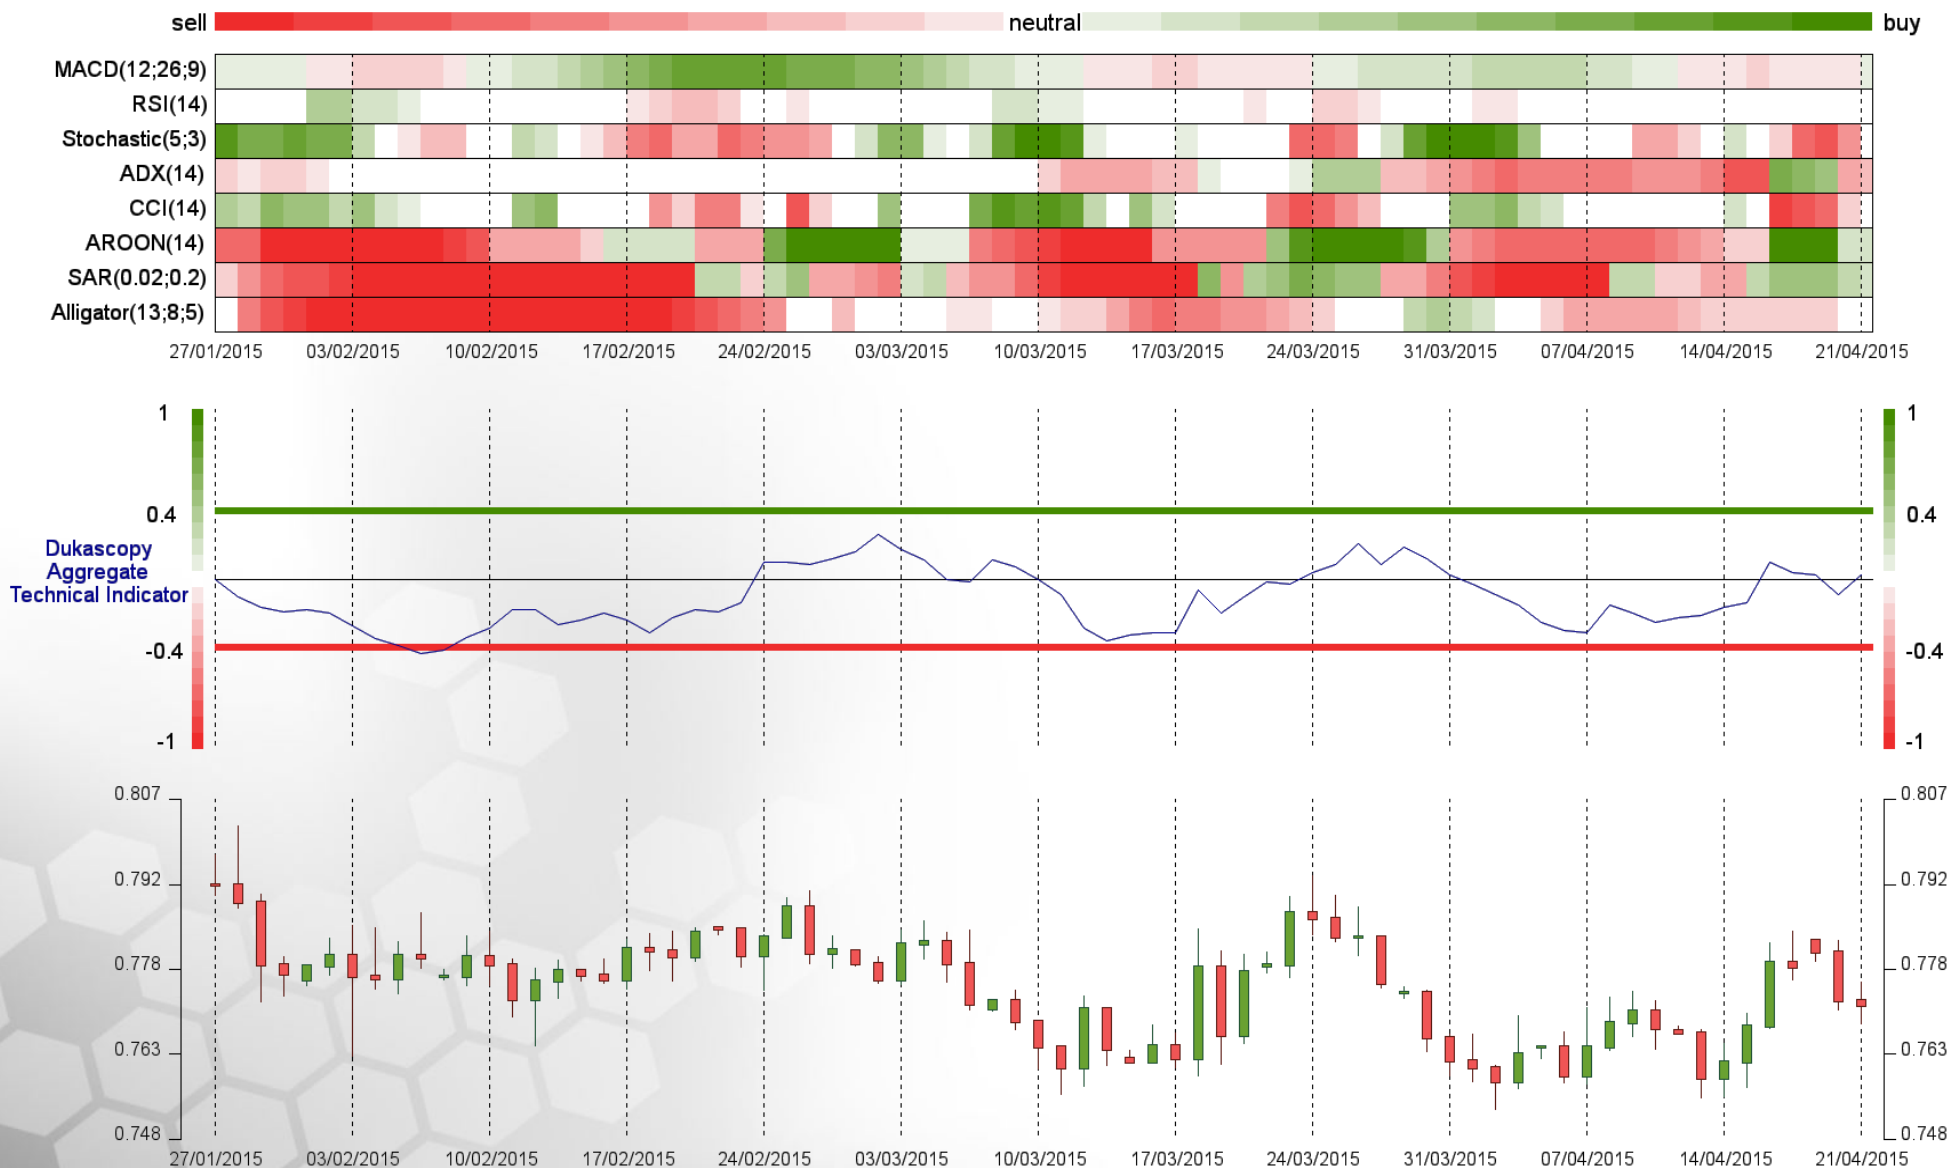 sell neutral buy
MACD(12;26;9)
RSI(14)
Stochastic(5;3)
ADX(14)
CCI(14)
AROON(14)
SAR(0.02;0.2)
Alligator(13;8;5)
27/01/2015 03/02/2015 10/02/2015 17/02/2015 24/02/2015 03/03/2015 10/03/2015 17/03/2015 24/03/2015 31/03/2015 07/04/2015 14/04/2015 21/04/2015
1 1
0.4 0.4
Dukascopy
Aggregate
Technical Indicator
-0.4 -0.4
-1 -1
0.807 0.807
0.792 0.792
0.778 0.778
0.763 0.763
0.748 0.748
27/01/2015 03/02/2015 10/02/2015 17/02/2015 24/02/2015 03/03/2015 10/03/2015 17/03/2015 24/03/2015 31/03/2015 07/04/2015 14/04/2015 21/04/2015